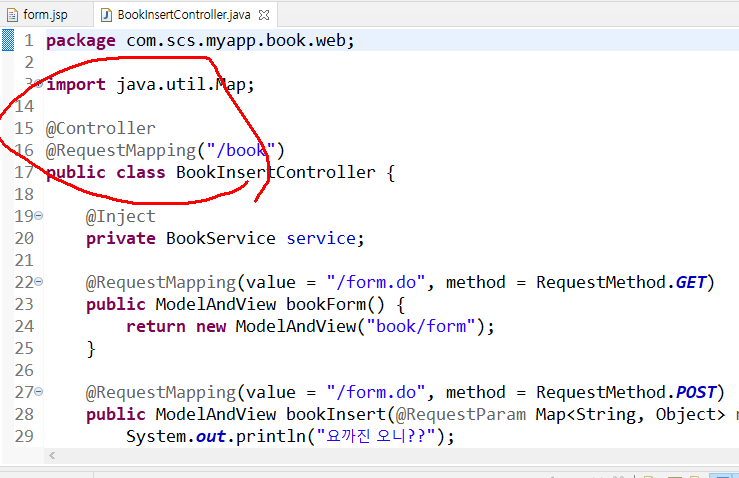 form.jsp BookInsertController.java
1 package com.scs.myapp.book.web;
2
3 import java.util.Map;
14
15 @Controller
16 @RequestMapping("/book")
17 public class BookInsertController {
18
19 @Inject
20 private BookService service;
21
22 @RequestMapping(value = "/form.do", method = RequestMethod.GET)
23 public ModelAndView bookForm() {
24 return new ModelAndView("book/form");
25 }
26
27 @RequestMapping(value = "/form.do", method = RequestMethod.POST)
28 public ModelAndView bookInsert(@RequestParam Map<String, Object>
29 System.out.println("요까진 오니??");